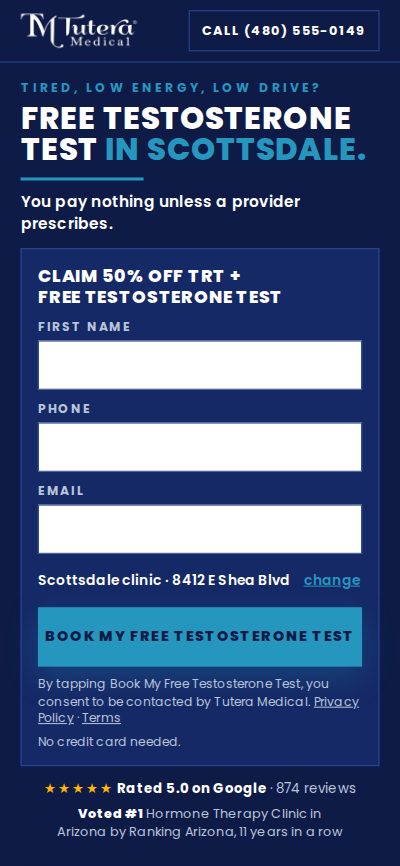 Tutera®
Medical
CALL (480) 555-0149
TIRED, LOW ENERGY, LOW DRIVE?
FREE TESTOSTERONE
TEST IN SCOTTSDALE.
You pay nothing unless a provider
prescribes.
CLAIM 50% OFF TRT +
FREE TESTOSTERONE TEST
FIRST NAME
PHONE
EMAIL
Scottsdale clinic · 8412 E Shea Blvd change
BOOK MY FREE TESTOSTERONE TEST
By tapping Book My Free Testosterone Test, you
consent to be contacted by Tutera Medical. Privacy
Policy · Terms
No credit card needed.
★★★★★ Rated 5.0 on Google · 874 reviews
Voted #1 Hormone Therapy Clinic in
Arizona by Ranking Arizona, 11 years in a row